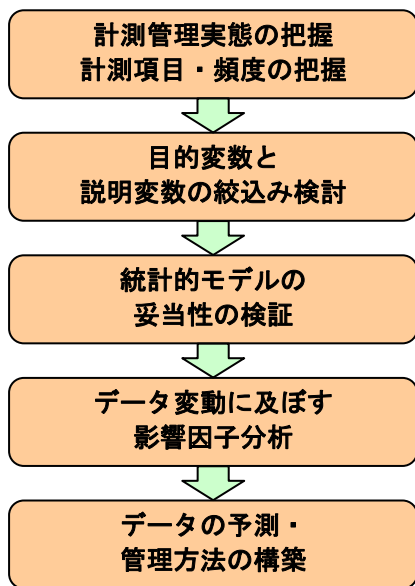 計測管理実態の把握
計測項目・頻度の把握
目的変数と
説明変数の絞込み検討
統計的モデルの
妥当性の検証
データ変動に及ぼす
影響因子分析
データの予測・
管理方法の構築